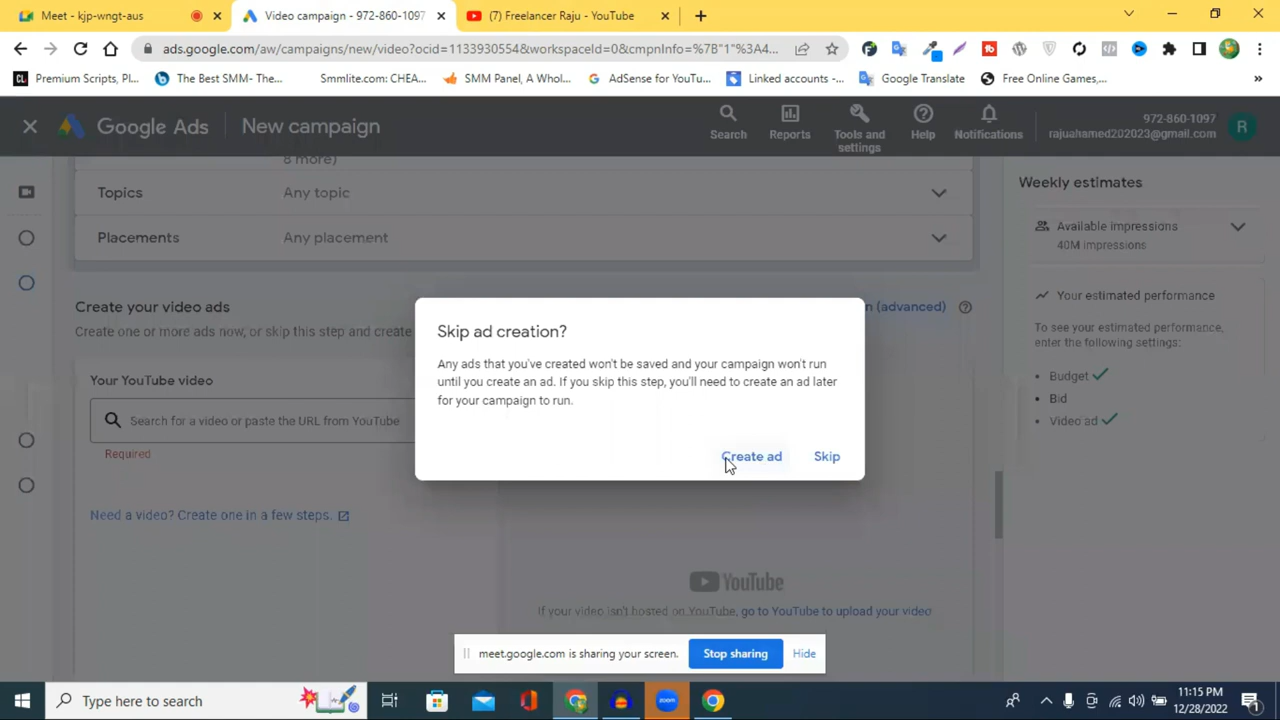 Meet - kjp-wngt-aus
Video campaign - 972-860-1097
(7) Freelancer Raju - YouTube
ads.google.com/aw/campaigns/new/video?ocid=1133930554&workspaceId=0&cmpnInfo=%7B"1"%3A4...
Premium Scripts, Pl...
The Best SMM- The...
Smmlite.com: CHEA...
SMM Panel, A Whol...
AdSense for YouTu...
Linked accounts -...
Google Translate
Free Online Games,...
Google Ads
New campaign
Search
Reports
Tools and settings
Help
Notifications
972-860-1097
rajuahamed202023@gmail.com
R
8 more)
Topics
Any topic
Placements
Any placement
Weekly estimates
Available impressions
40M impressions
Your estimated performance
To see your estimated performance,
enter the following settings:
• Budget
• Bid
• Video ad
Create your video ads
n (advanced)
Create one or more ads now, or skip this step and create
Your YouTube video
Search for a video or paste the URL from YouTube
Required
Need a video? Create one in a few steps.
Skip ad creation?
Any ads that you've created won't be saved and your campaign won't run
until you create an ad. If you skip this step, you'll need to create an ad later
for your campaign to run.
Create ad
Skip
YouTube
If your video isn't hosted on YouTube, go to YouTube to upload your video
meet.google.com is sharing your screen.
Stop sharing
Hide
Type here to search
zoom
11:15 PM
12/28/2022
1